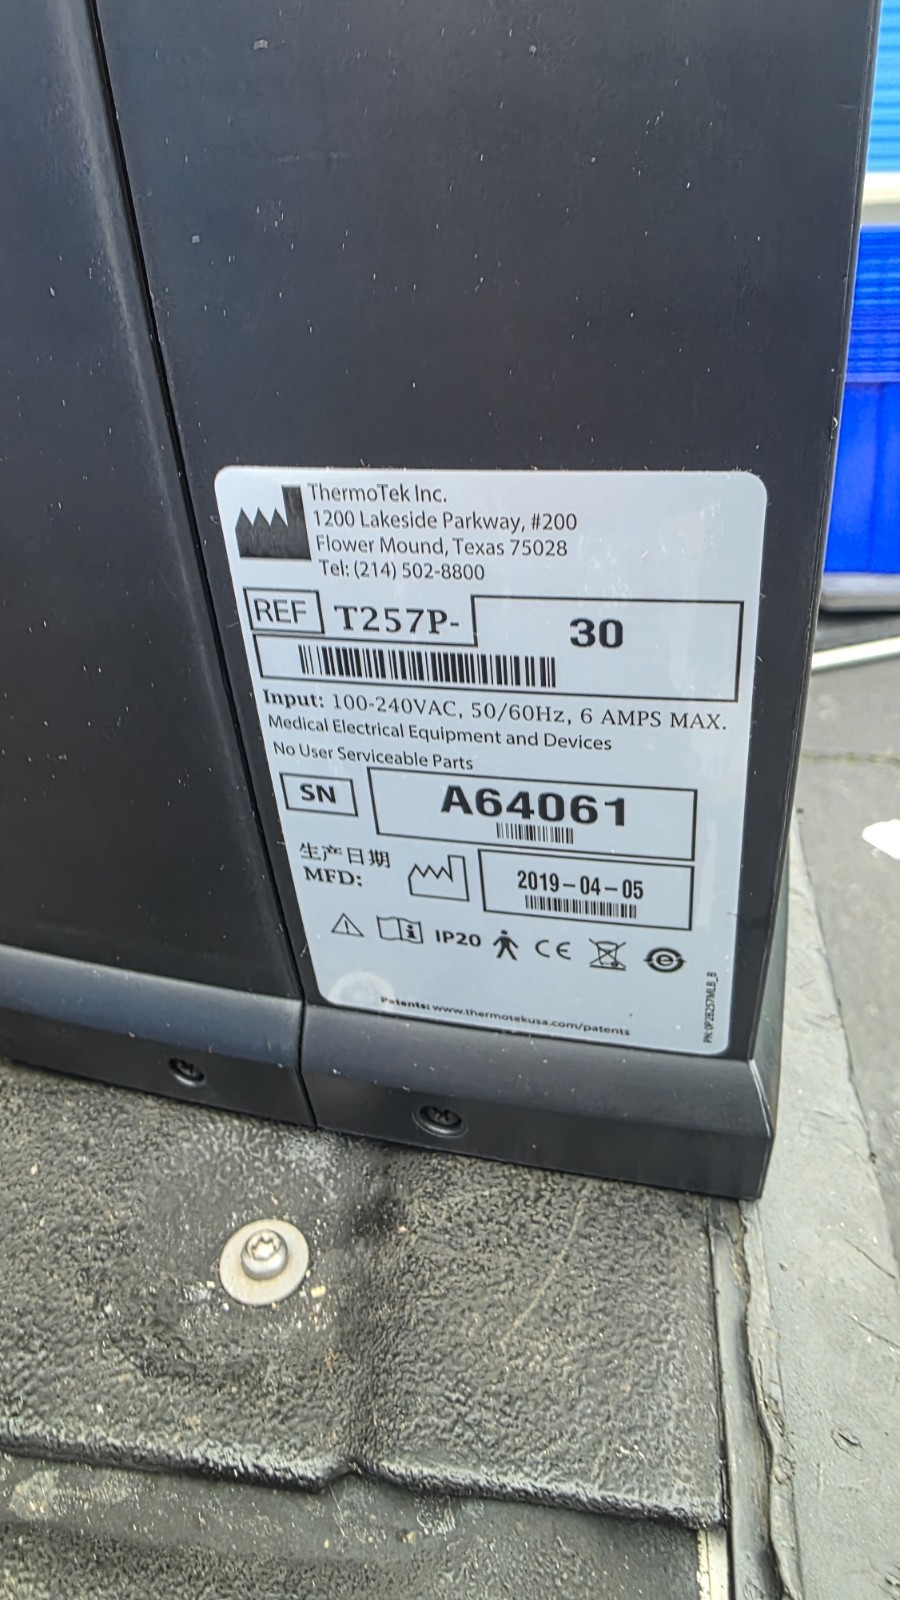 ThermoTek Inc.
1200 Lakeside Parkway, #200
Flower Mound, Texas 75028
Tel: (214) 502-8800
REF T257P- 30
Input: 100-240VAC, 50/60Hz, 6 AMPS MAX.
Medical Electrical Equipment and Devices
No User Serviceable Parts
SN A64061
生产日期
MFD: 2019-04-05
IP20 CE
Patents: www.thermotekusa.com/patents